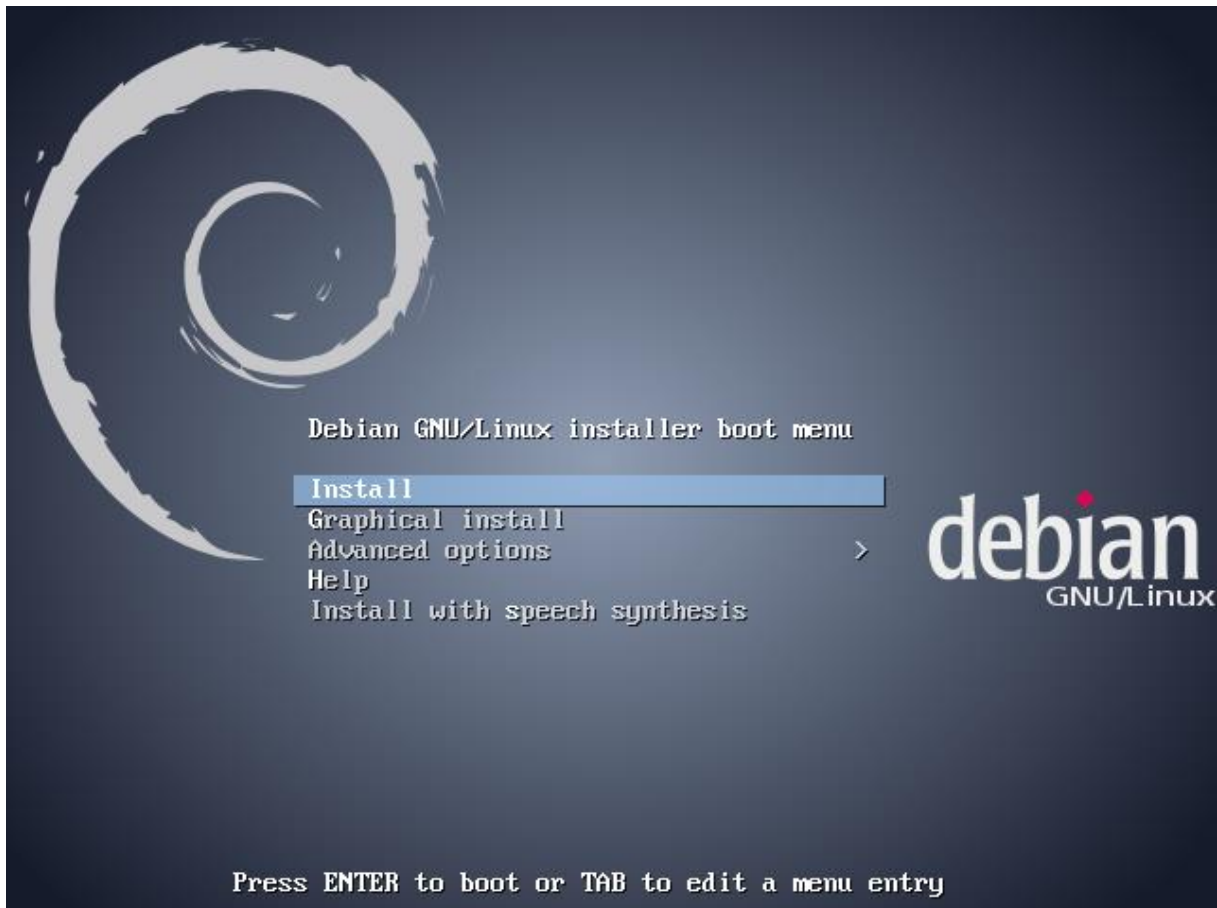 Debian GNU/Linux installer boot menu
Install
Graphical install
Advanced options >
Help
Install with speech synthesis
debian
GNU/Linux
Press ENTER to boot or TAB to edit a menu entry